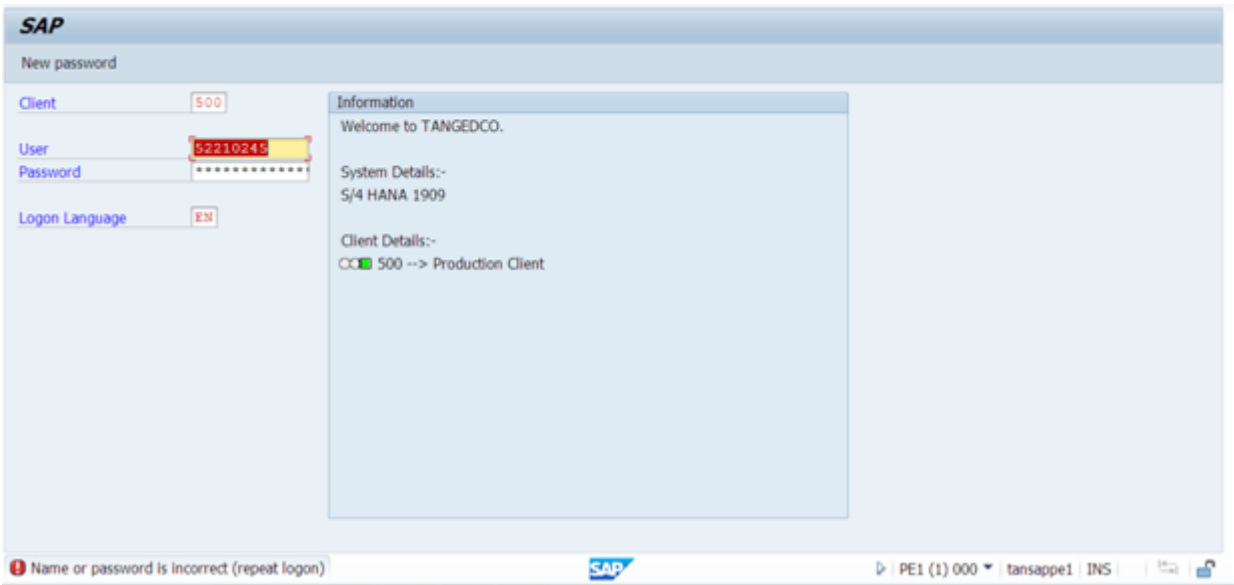 SAP
New password
Client 500
User 52210245
Password *************
Logon Language EN
Information
Welcome to TANGEDCO.
System Details:-
S/4 HANA 1909
Client Details:-
500 --> Production Client
Name or password is incorrect (repeat logon)
SAP
PE1 (1) 000 tansappe1 INS